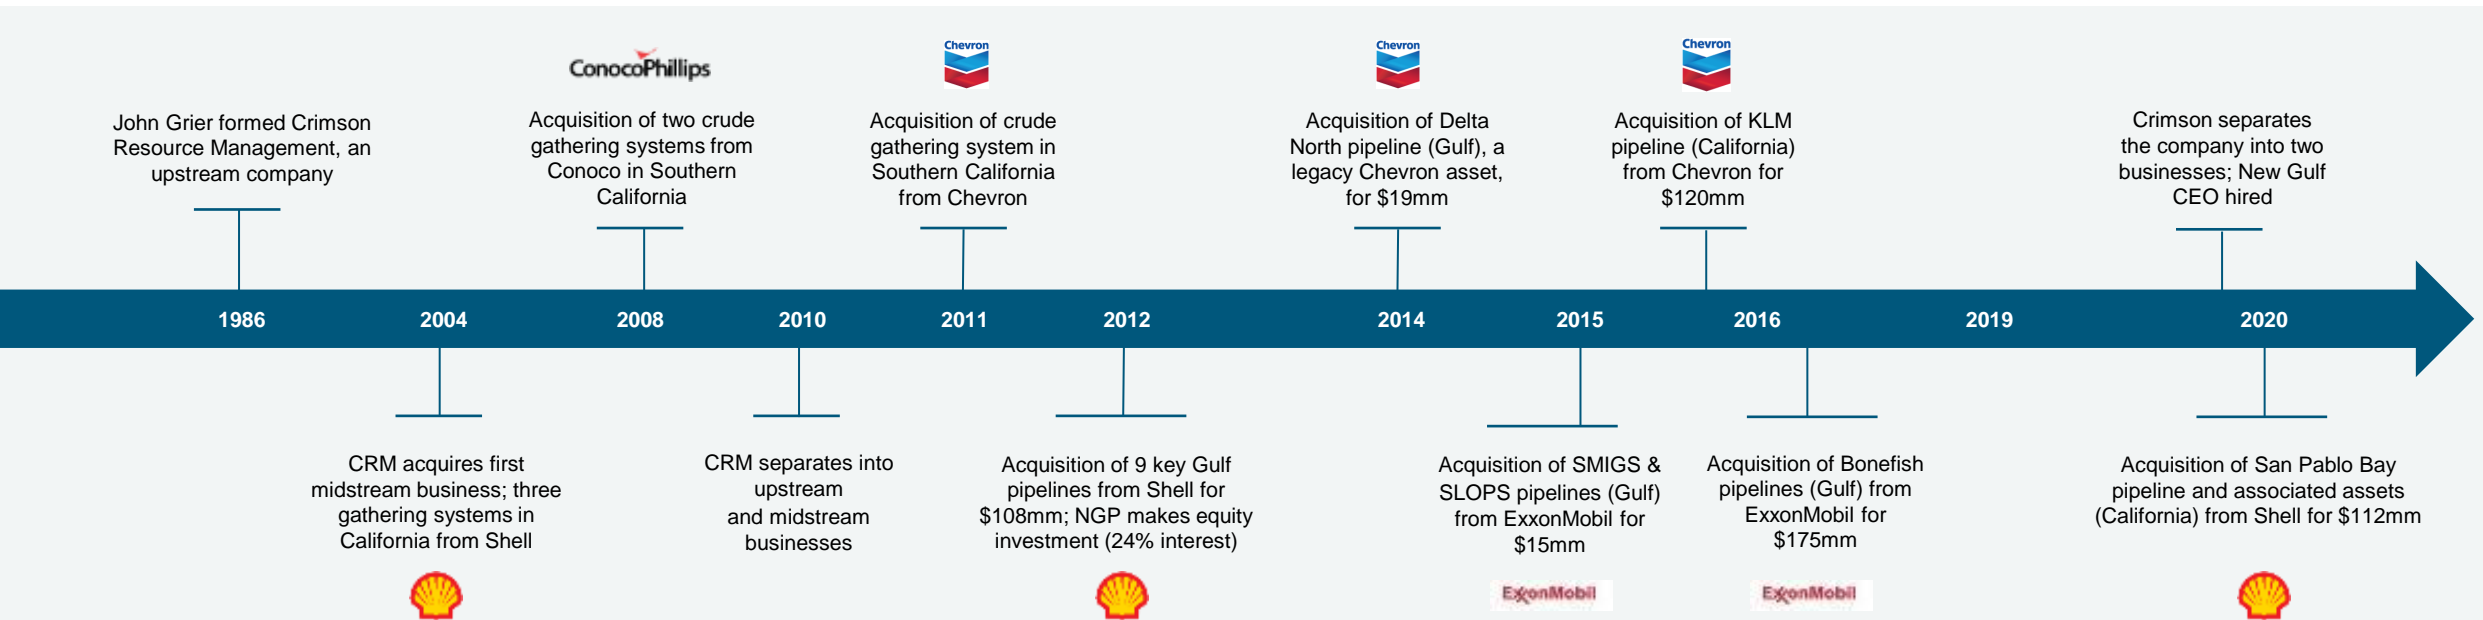 ConocoPhillips
Chevron
Chevron
Chevron
John Grier formed Crimson
Resource Management, an
upstream company
Acquisition of two crude
gathering systems from
Conoco in Southern
California
Acquisition of crude
gathering system in
Southern California
from Chevron
Acquisition of Delta
North pipeline (Gulf), a
legacy Chevron asset,
for $19mm
Acquisition of KLM
pipeline (California)
from Chevron for
$120mm
Crimson separates
the company into two
businesses; New Gulf
CEO hired
1986 2004 2008 2010 2011 2012 2014 2015 2016 2019 2020
CRM acquires first
midstream business; three
gathering systems in
California from Shell
CRM separates into
upstream
and midstream
businesses
Acquisition of 9 key Gulf
pipelines from Shell for
$108mm; NGP makes equity
investment (24% interest)
Acquisition of SMIGS &
SLOPS pipelines (Gulf)
from ExxonMobil for
$15mm
Acquisition of Bonefish
pipelines (Gulf) from
ExxonMobil for
$175mm
Acquisition of San Pablo Bay
pipeline and associated assets
(California) from Shell for $112mm
ExxonMobil
ExxonMobil